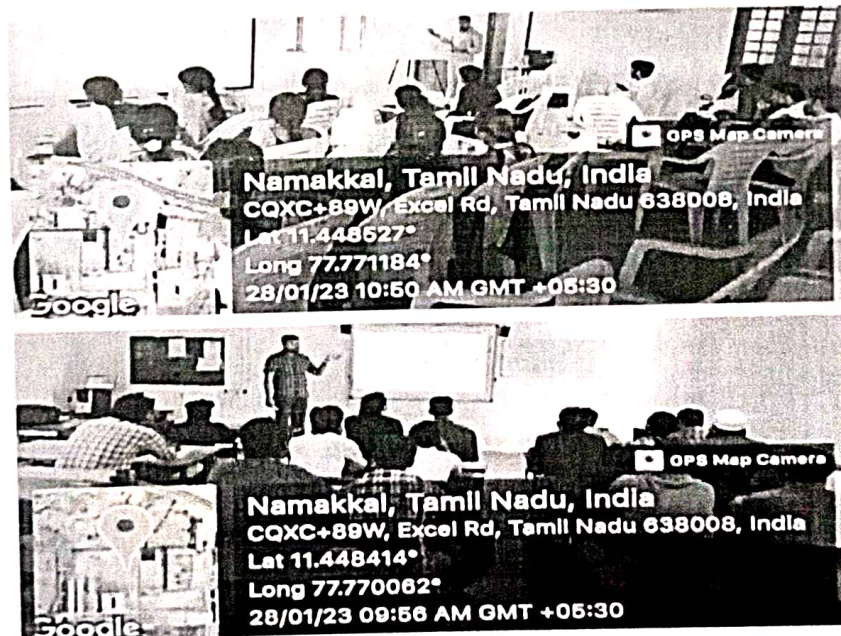 GPS Map Camera
Namakkal, Tamil Nadu, India
CQXC+89W, Excel Rd, Tamil Nadu 638008, India
Lat 11.448527°
Long 77.771184°
28/01/23 10:50 AM GMT +05:30
Google
GPS Map Camera
Namakkal, Tamil Nadu, India
CQXC+89W, Excel Rd, Tamil Nadu 638008, India
Lat 11.448414°
Long 77.770062°
28/01/23 09:56 AM GMT +05:30
Google